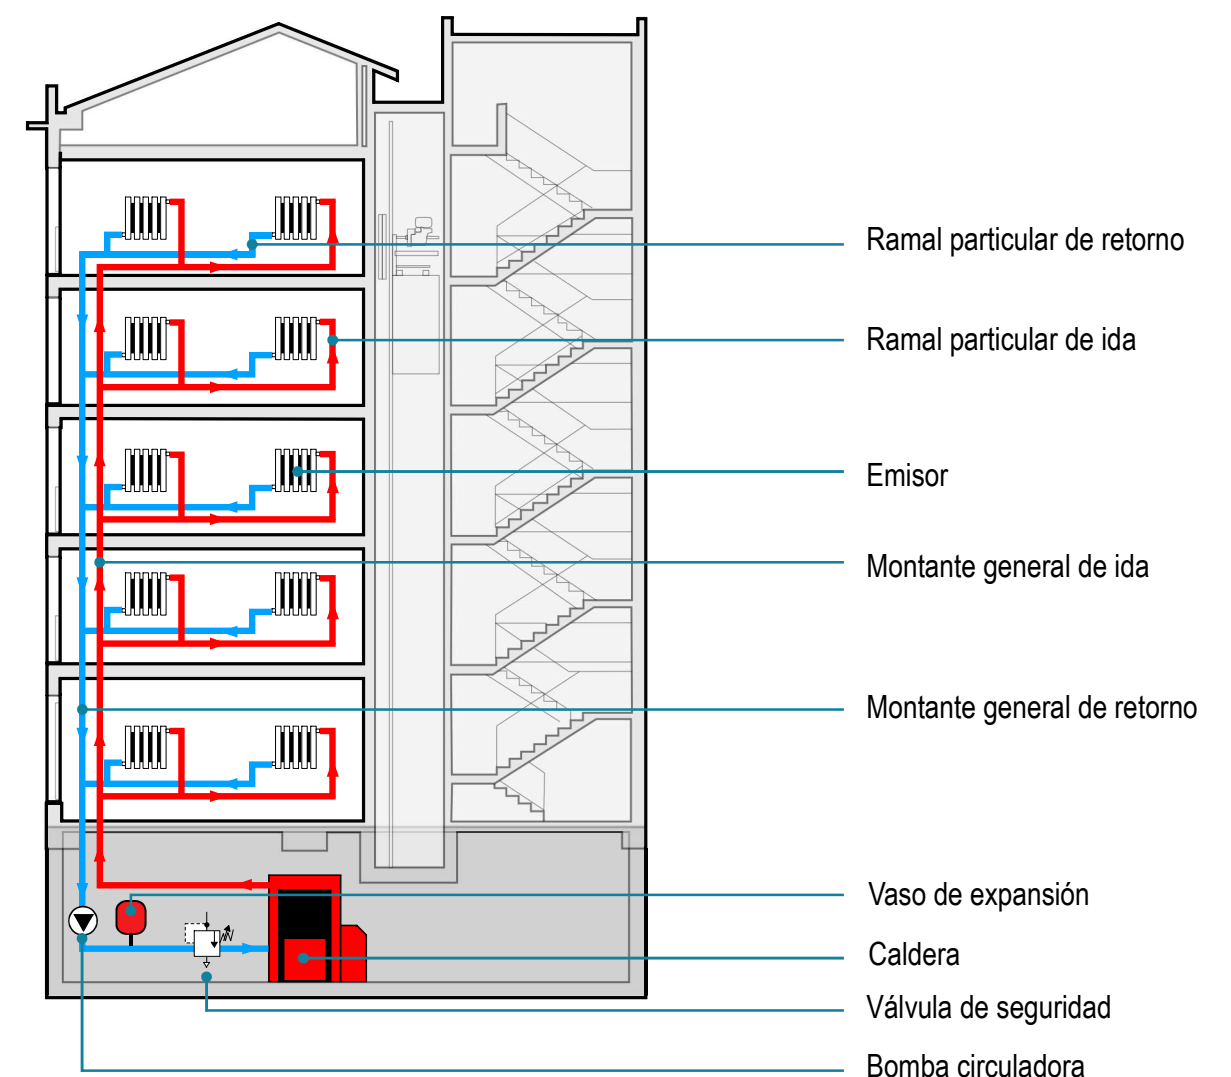 Ramal particular de retorno
Ramal particular de ida
Emisor
Montante general de ida
Montante general de retorno
Vaso de expansión
Caldera
Válvula de seguridad
Bomba circuladora